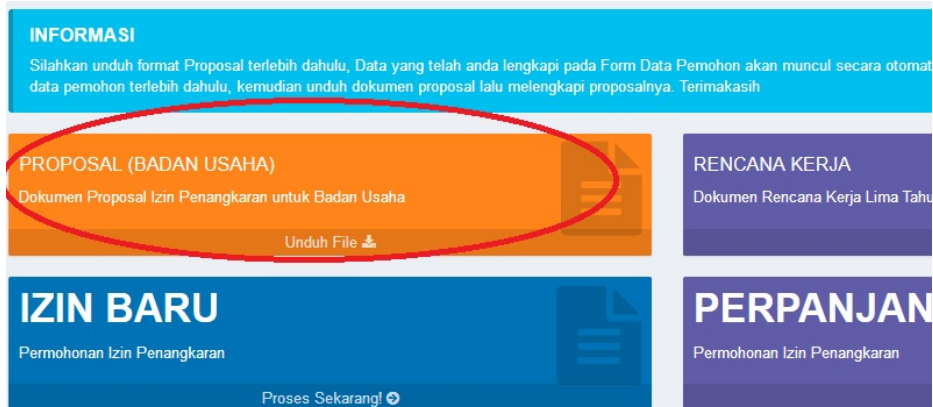 INFORMASI
Silahkan unduh format Proposal terlebih dahulu, Data yang telah anda lengkapi pada Form Data Pemohon akan muncul secara otomat
data pemohon terlebih dahulu, kemudian unduh dokumen proposal lalu melengkapi proposalnya. Terimakasih
PROPOSAL (BADAN USAHA)
Dokumen Proposal Izin Penangkaran untuk Badan Usaha
Unduh File
RENCANA KERJA
Dokumen Rencana Kerja Lima Tahu
IZIN BARU
Permohonan Izin Penangkaran
Proses Sekarang!
PERPANJAN
Permohonan Izin Penangkaran